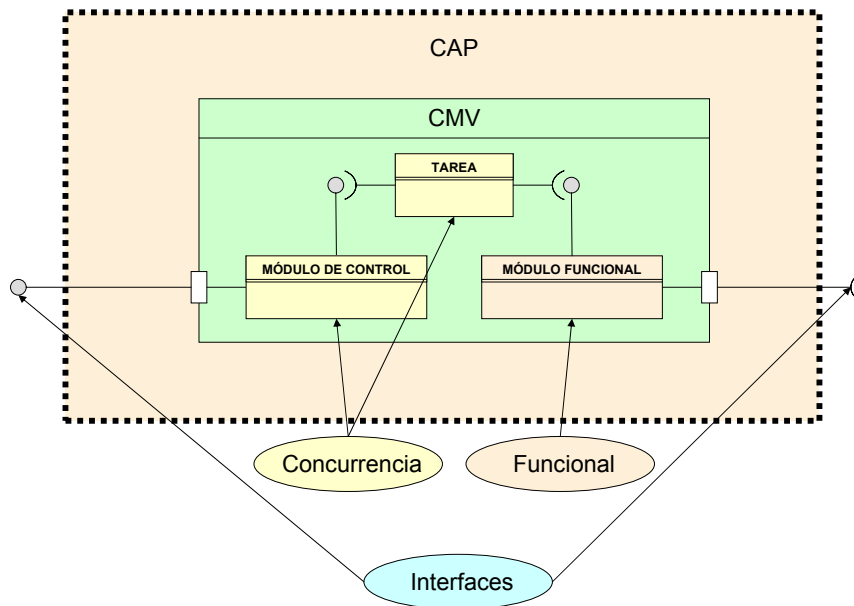 CAP
CMV
TAREA
MÓDULO DE CONTROL
MÓDULO FUNCIONAL
Concurrencia
Funcional
Interfaces